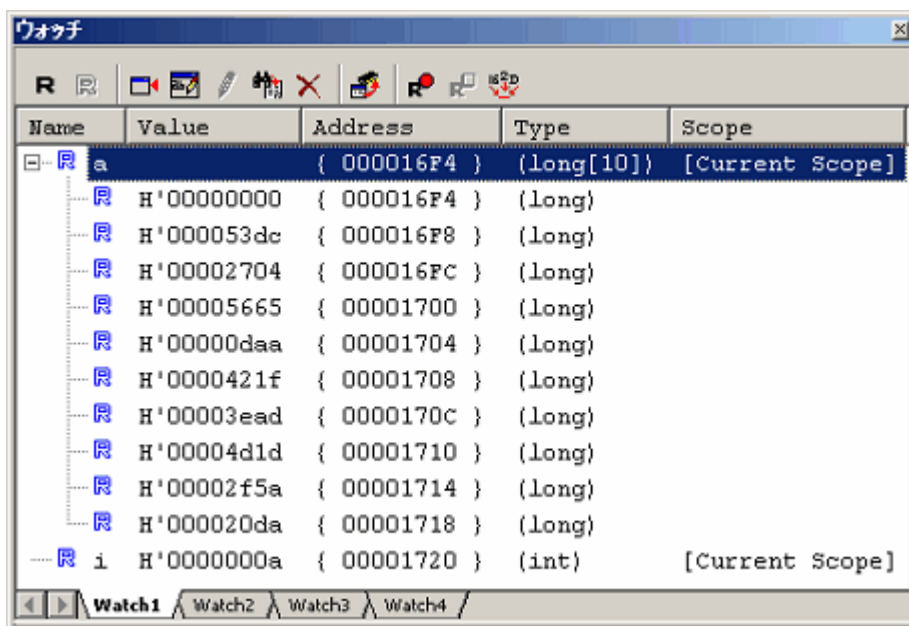 ウォッチ
Name Value Address Type Scope
R a { 000016F4 } (long[10]) [Current Scope]
R H'00000000 { 000016F4 } (long)
R H'000053dc { 000016F8 } (long)
R H'00002704 { 000016FC } (long)
R H'00005665 { 00001700 } (long)
R H'00000daa { 00001704 } (long)
R H'0000421f { 00001708 } (long)
R H'00003ead { 0000170C } (long)
R H'00004d1d { 00001710 } (long)
R H'00002f5a { 00001714 } (long)
R H'000020da { 00001718 } (long)
R i H'0000000a { 00001720 } (int) [Current Scope]
Watch1 Watch2 Watch3 Watch4